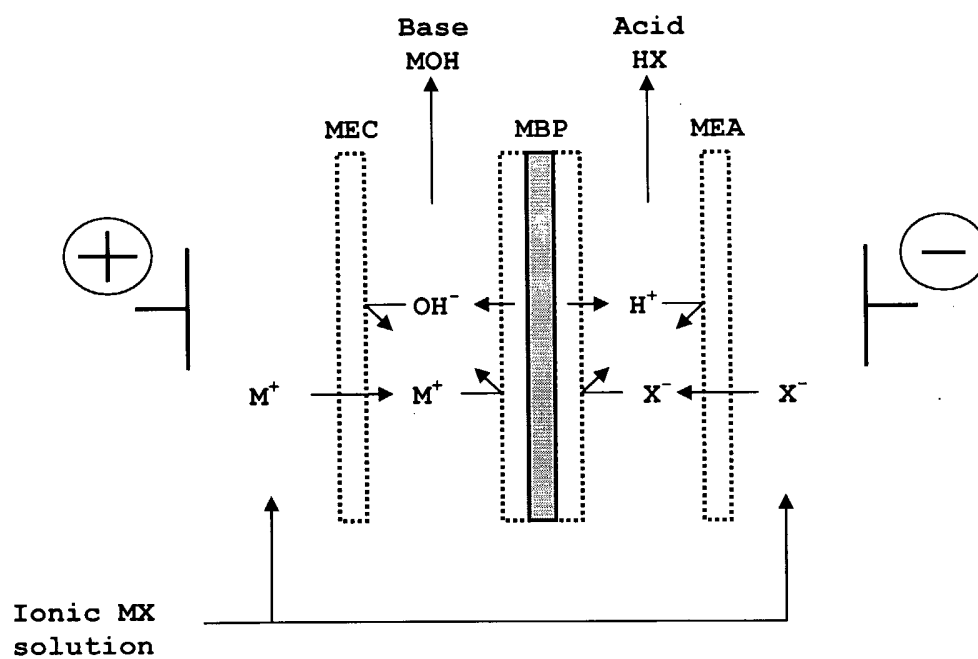 Base
MOH
Acid
HX
MEC
MBP
MEA
+
−
OH⁻
H⁺
M⁺
M⁺
X⁻
X⁻
Ionic MX
solution